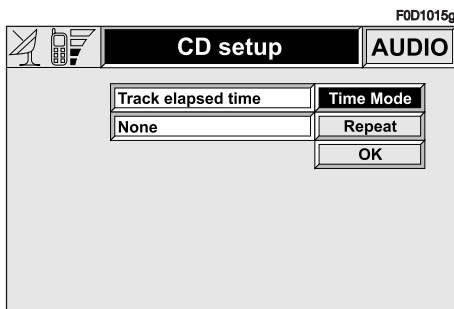 F0D1015g
CD setup AUDIO
Track elapsed time Time Mode
None Repeat
OK